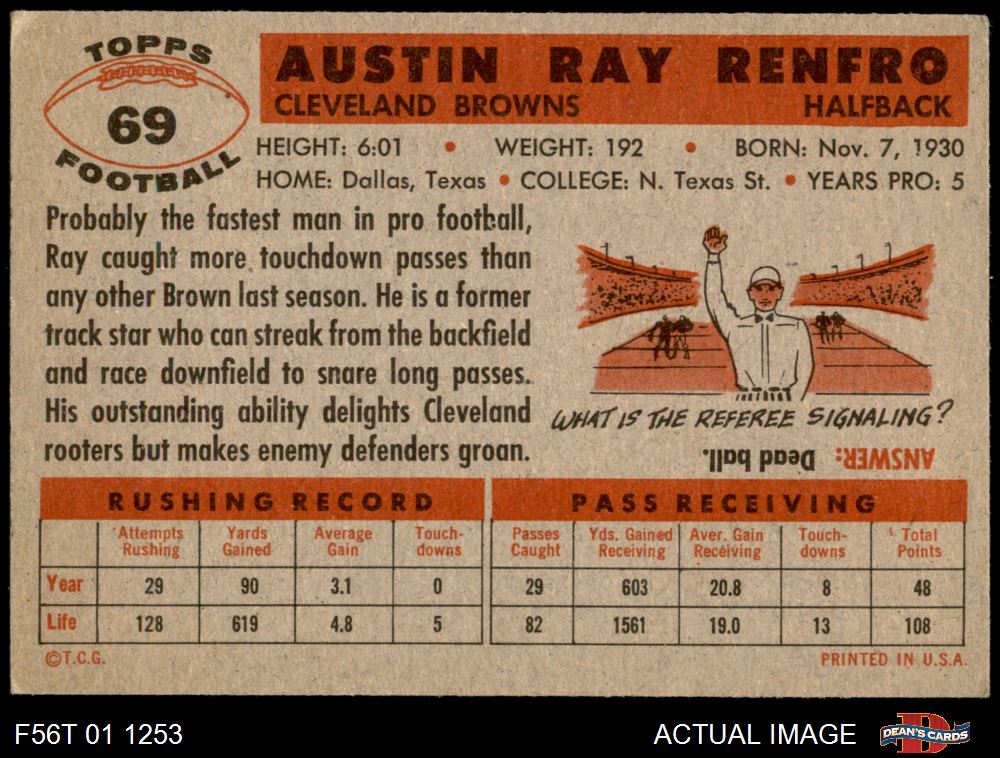 TOPPS
69
FOOTBALL
AUSTIN RAY RENFRO
CLEVELAND BROWNS HALFBACK
HEIGHT: 6:01 • WEIGHT: 192 • BORN: Nov. 7, 1930
HOME: Dallas, Texas • COLLEGE: N. Texas St. • YEARS PRO: 5
Probably the fastest man in pro football,
Ray caught more touchdown passes than
any other Brown last season. He is a former
track star who can streak from the backfield
and race downfield to snare long passes.
His outstanding ability delights Cleveland
rooters but makes enemy defenders groan.
WHAT IS THE REFEREE SIGNALING?
ANSWER: Dead ball.
RUSHING RECORD
Attempts Rushing Yards Gained Average Gain Touch-downs
Year 29 90 3.1 0
Life 128 619 4.8 5
PASS RECEIVING
Passes Caught Yds. Gained Receiving Aver. Gain Receiving Touch-downs Total Points
29 603 20.8 8 48
82 1561 19.0 13 108
©T.C.G. PRINTED IN U.S.A.
F56T 01 1253 ACTUAL IMAGE DEAN'S CARDS